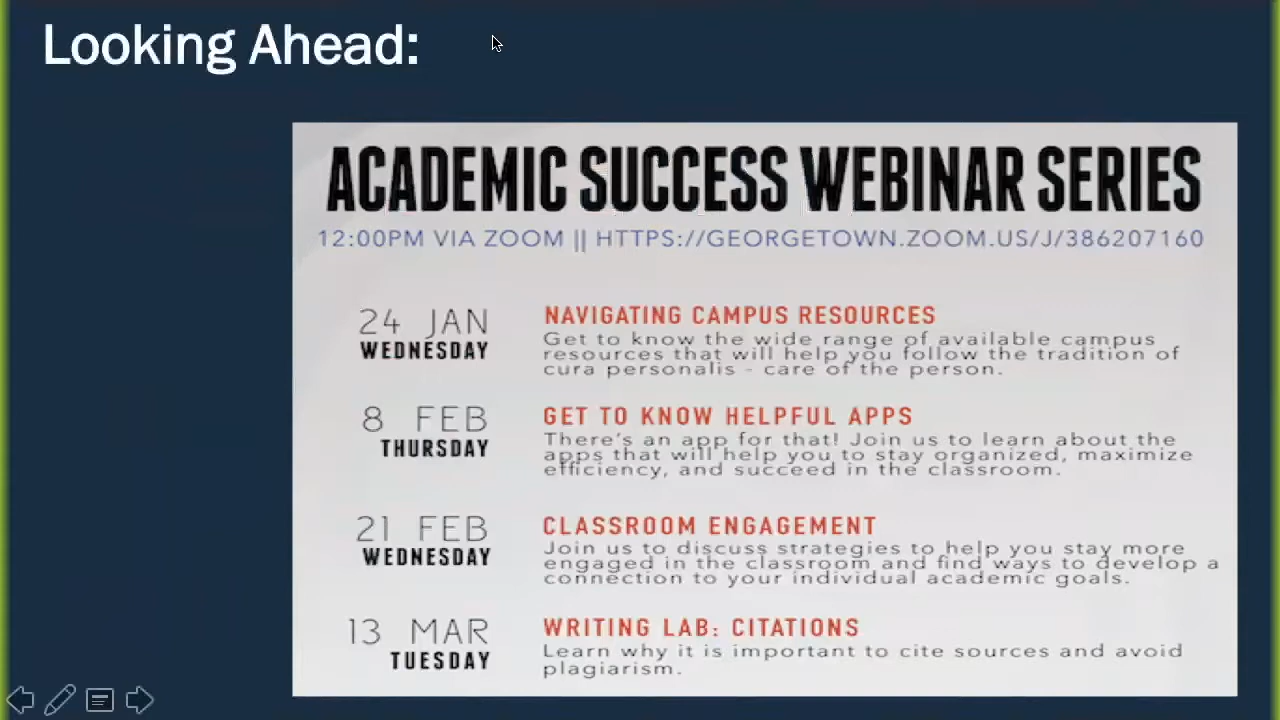 Looking Ahead:
ACADEMIC SUCCESS WEBINAR SERIES
12:00PM VIA ZOOM || HTTPS://GEORGETOWN.ZOOM.US/J/386207160
24 JAN
WEDNESDAY
NAVIGATING CAMPUS RESOURCES
Get to know the wide range of available campus
resources that will help you follow the tradition of
cura personalis - care of the person.
8 FEB
THURSDAY
GET TO KNOW HELPFUL APPS
There's an app for that! Join us to learn about the
apps that will help you to stay organized, maximize
efficiency, and succeed in the classroom.
21 FEB
WEDNESDAY
CLASSROOM ENGAGEMENT
Join us to discuss strategies to help you stay more
engaged in the classroom and find ways to develop a
connection to your individual academic goals.
13 MAR
TUESDAY
WRITING LAB: CITATIONS
Learn why it is important to cite sources and avoid
plagiarism.